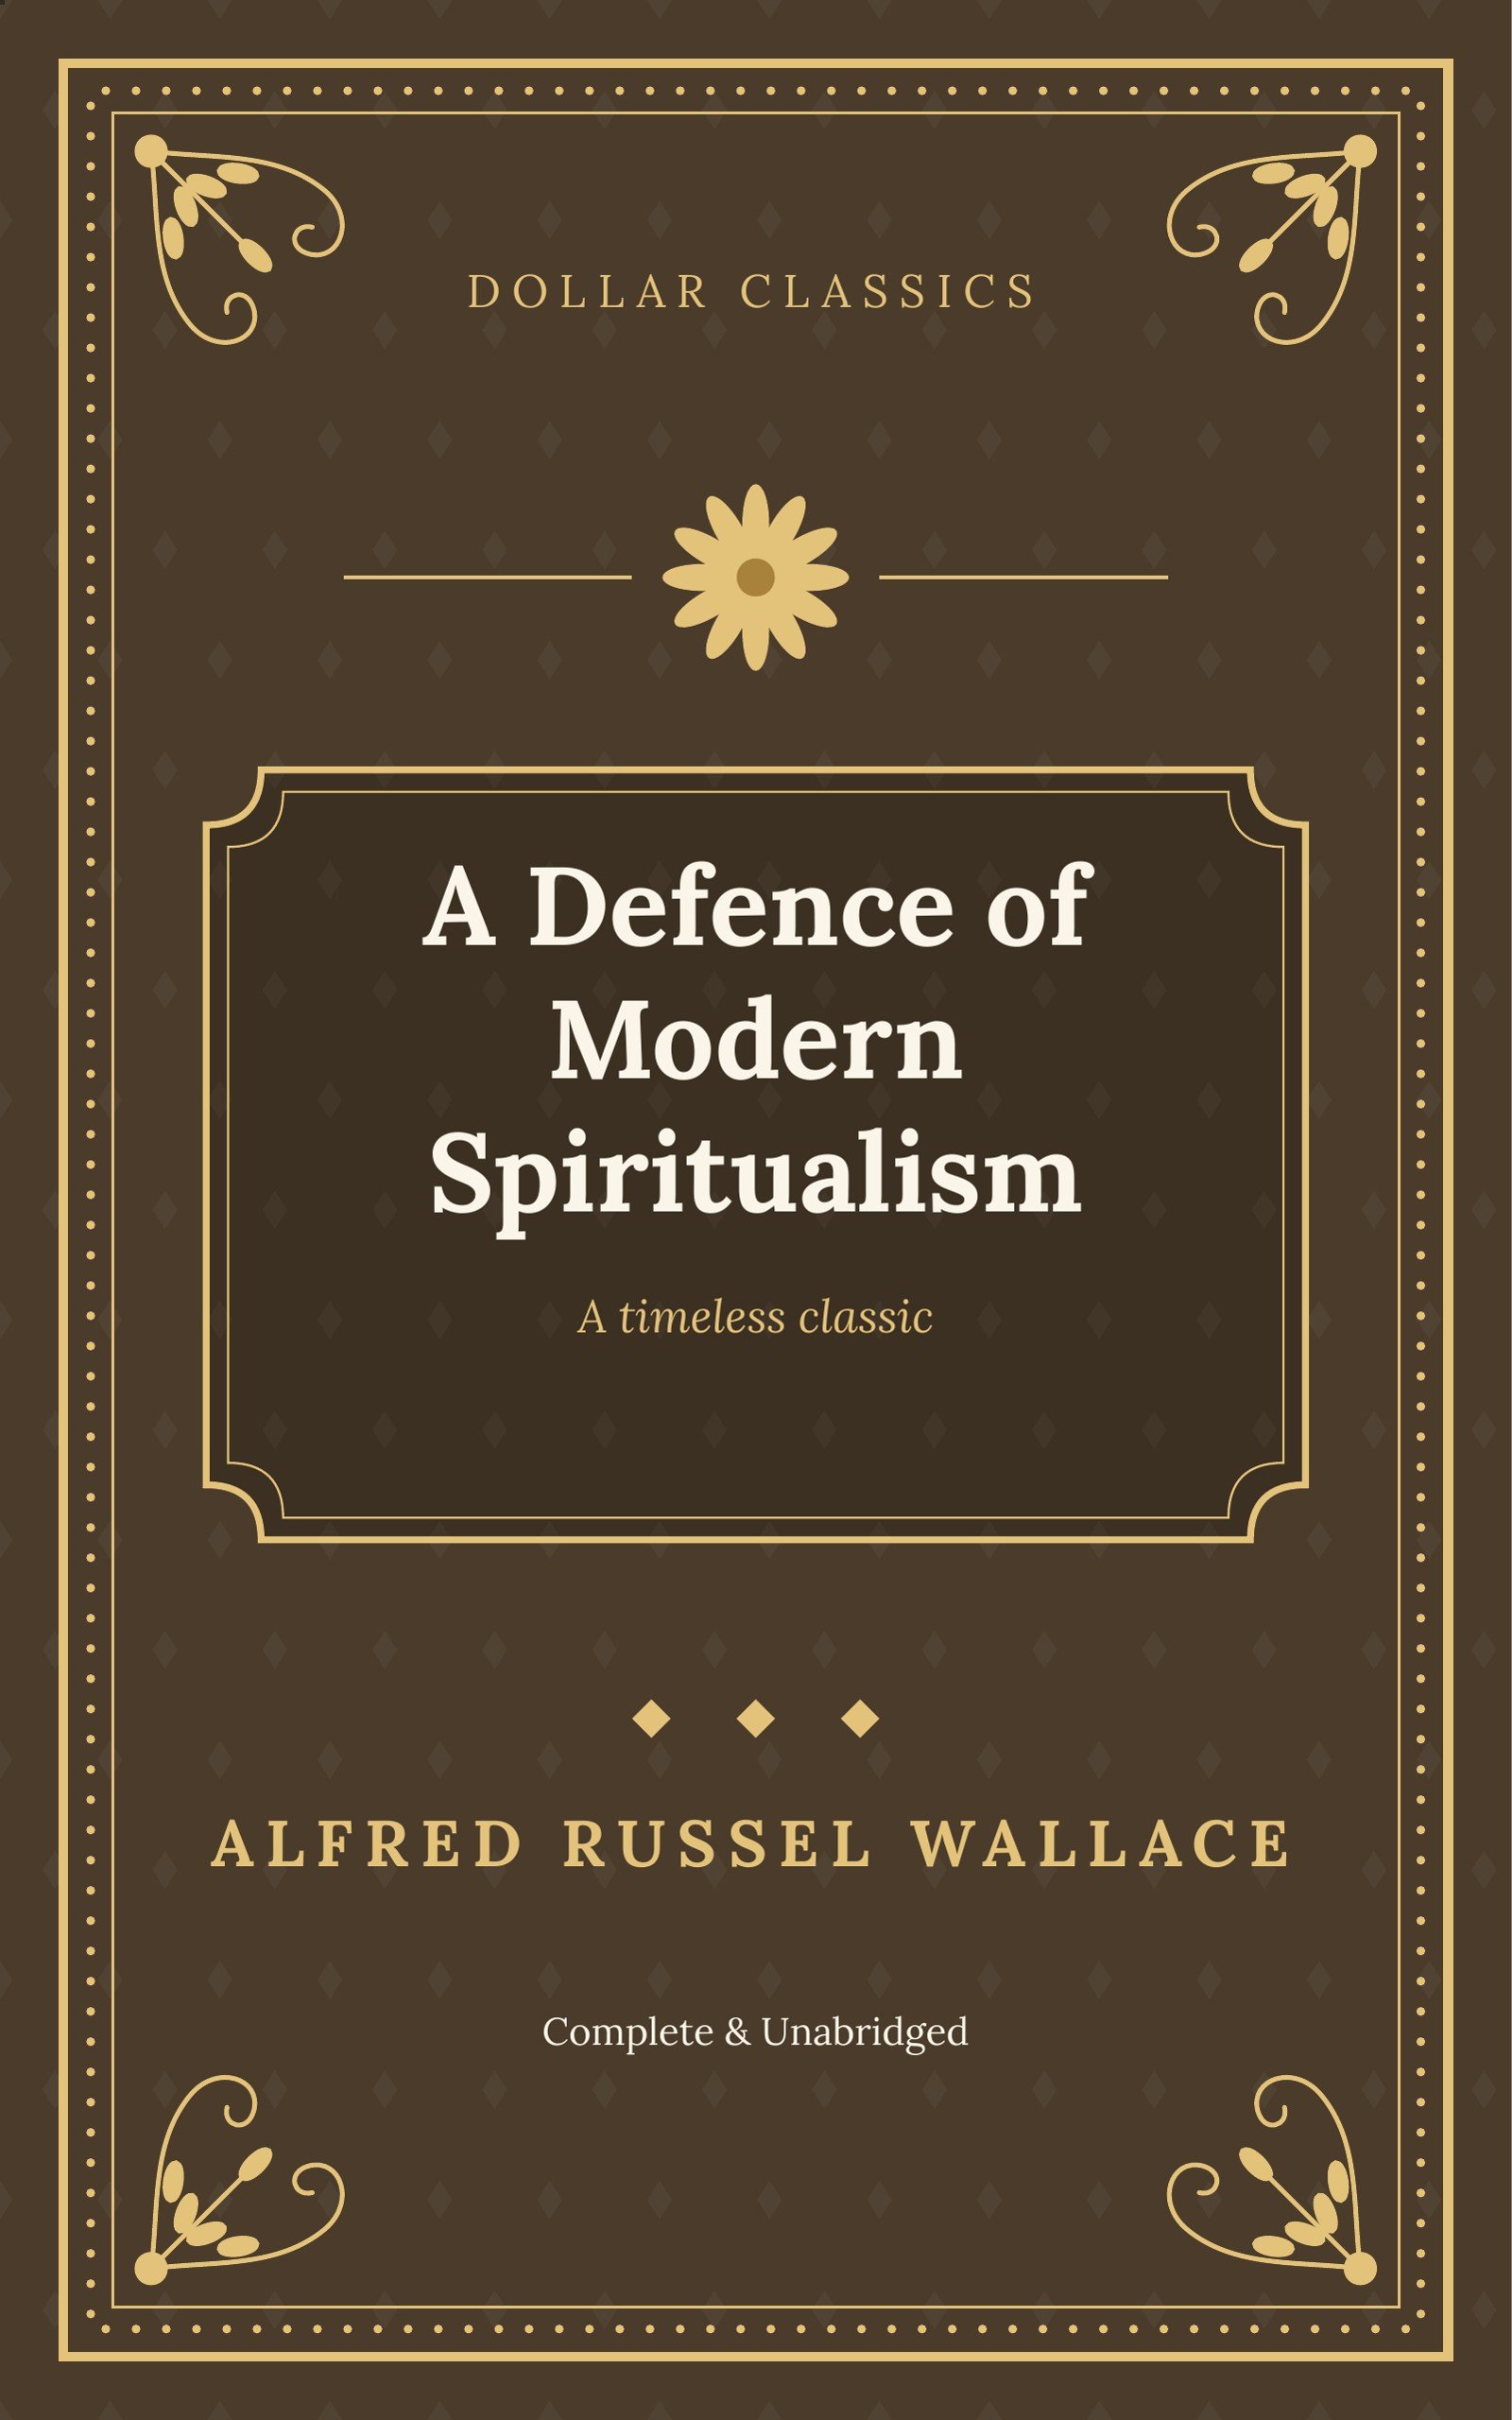 DOLLAR CLASSICS
A Defence of
Modern
Spiritualism
A timeless classic
ALFRED RUSSEL WALLACE
Complete & Unabridged